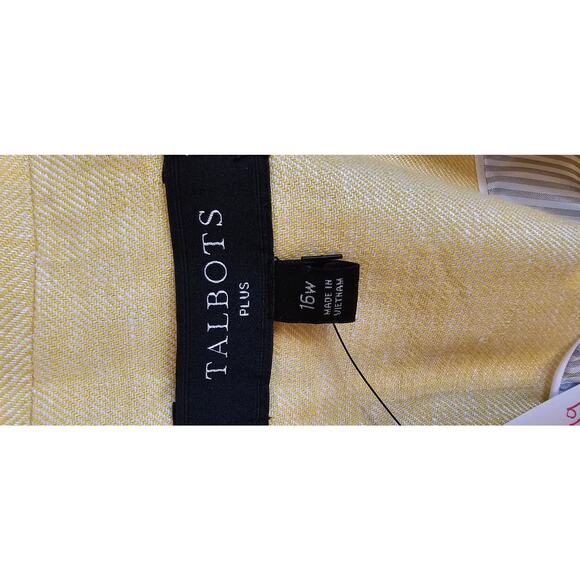 TALBOTS
PLUS
16W
MADE IN
VIETNAM